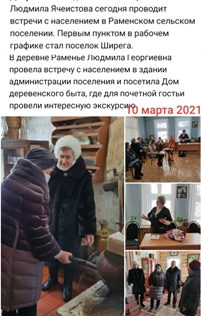 Людмила Ячеистова сегодня проводит
встречи с населением в Раменском сельском
поселении. Первым пунктом в рабочем
графике стал поселок Ширега.
В деревне Раменье Людмила Георгиевна
провела встречу с населением в здании
администрации поселения и посетила Дом
деревенского быта, где для почетной гостьи
провели интересную экскурсию.
10 марта 2021